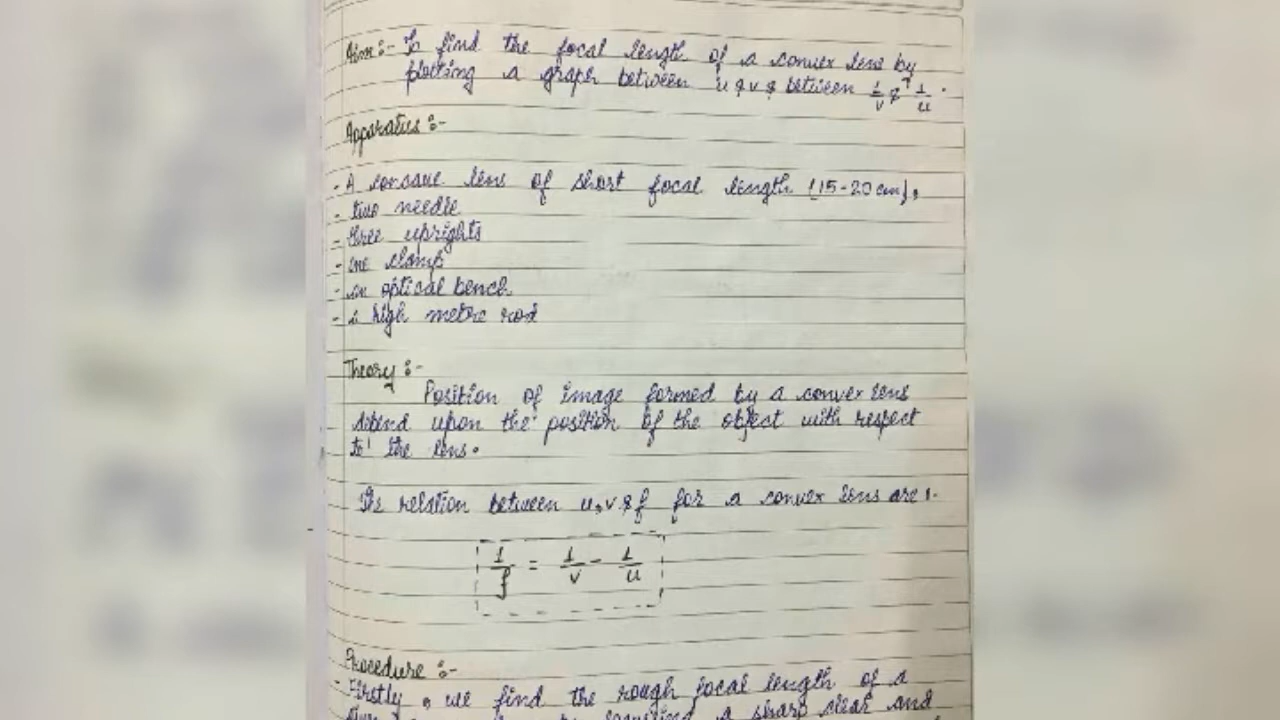 Aim:- To find the focal length of a convex lens by
plotting a graph between u & v & between 1/v & 1/u.
Apparatus :-
- A concave lens of short focal length (15-20 cm),
- two needle
- three uprights
- one clamp
- an optical bench
- a high metre rod
Theory :-
Position of image formed by a convex lens
depend upon the position of the object with respect
to the lens.
The relation between u, v & f for a convex lens are :-
1/f = 1/v - 1/u
Procedure :-
- Firstly, we find the rough focal length of a
a sharp clear and